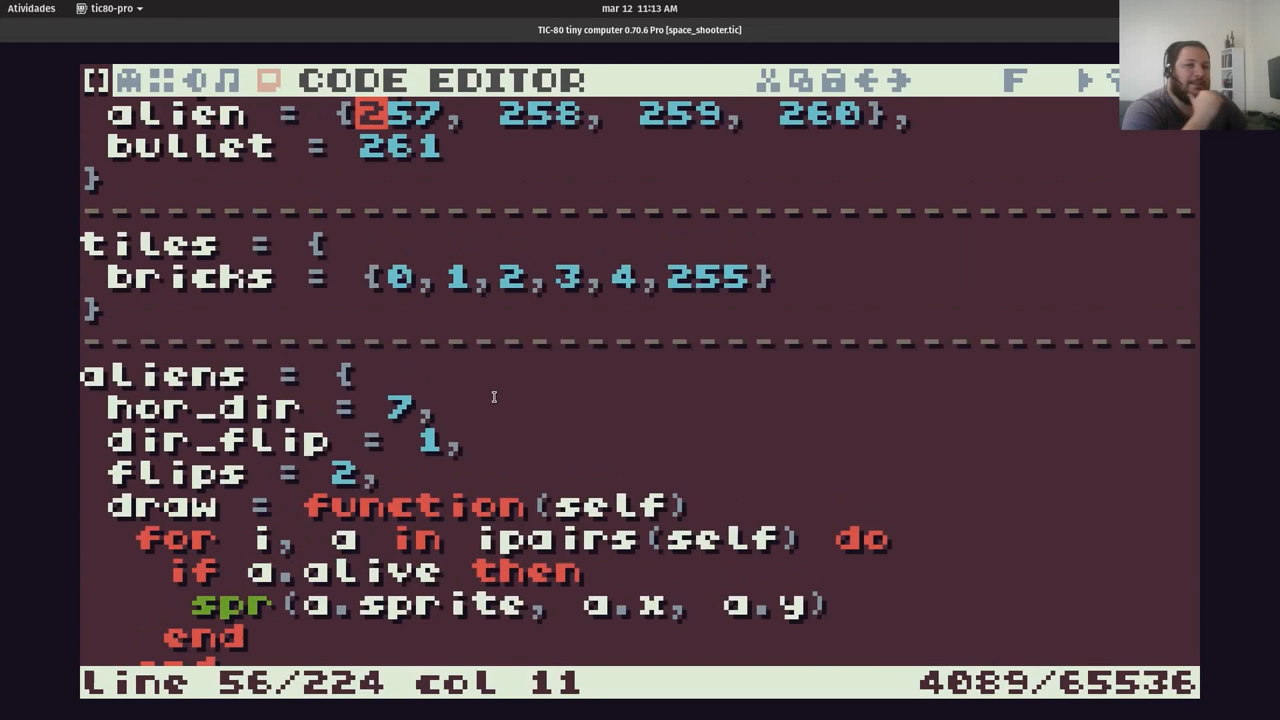 Atividades tic80-pro mar 12 11:13 AM
TIC-80 tiny computer 0.70.6 Pro [space_shooter.tic]
CODE EDITOR F
alien = {257, 258, 259, 260},
bullet = 261
}
----------------------------------------
tiles = {
bricks = {0,1,2,3,4,255}
}
----------------------------------------
aliens = {
hor_dir = 7,
dir_flip = 1,
flips = 2,
draw = function(self)
for i, a in ipairs(self) do
if a.alive then
spr(a.sprite, a.x, a.y)
end
end
line 56/224 col 11 4089/65536